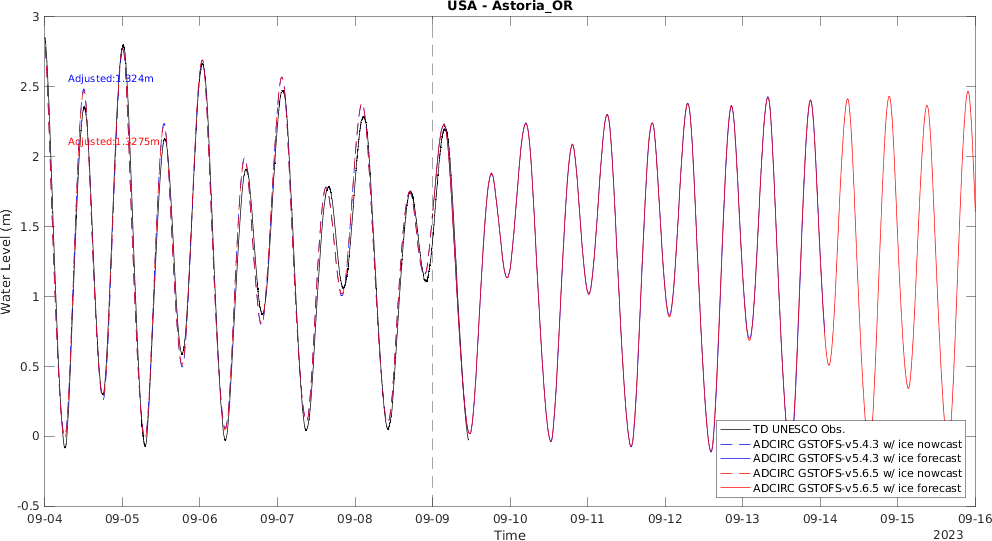 USA - Astoria_OR
3
2.5
2
1.5
1
0.5
0
-0.5
Water Level (m)
Adjusted:1.324m
Adjusted:1.3275m
TD UNESCO Obs.
ADCIRC GSTOFS-v5.4.3 w/ ice nowcast
ADCIRC GSTOFS-v5.4.3 w/ ice forecast
ADCIRC GSTOFS-v5.6.5 w/ ice nowcast
ADCIRC GSTOFS-v5.6.5 w/ ice forecast
09-04 09-05 09-06 09-07 09-08 09-09 09-10 09-11 09-12 09-13 09-14 09-15 09-16
Time
2023